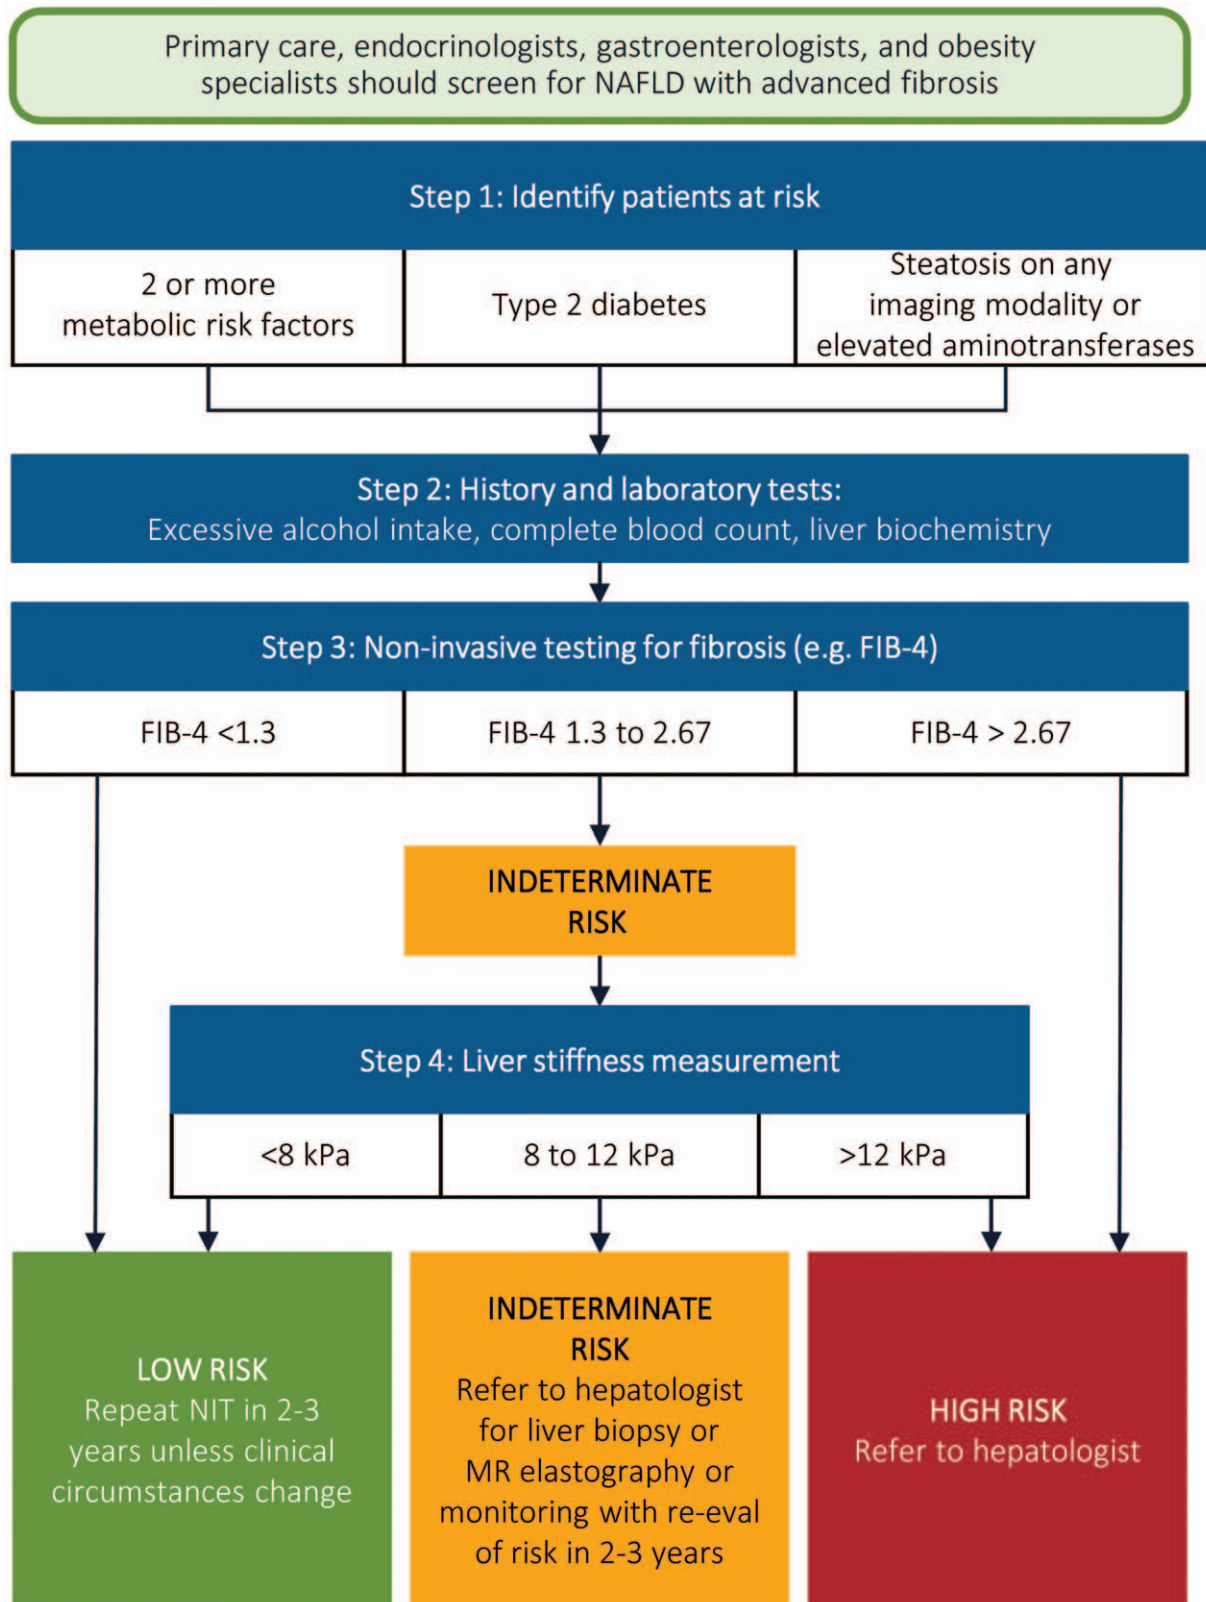 Primary care, endocrinologists, gastroenterologists, and obesity
specialists should screen for NAFLD with advanced fibrosis
Step 1: Identify patients at risk
2 or more
metabolic risk factors
Type 2 diabetes
Steatosis on any
imaging modality or
elevated aminotransferases
Step 2: History and laboratory tests:
Excessive alcohol intake, complete blood count, liver biochemistry
Step 3: Non-invasive testing for fibrosis (e.g. FIB-4)
FIB-4 <1.3
FIB-4 1.3 to 2.67
FIB-4 > 2.67
INDETERMINATE
RISK
Step 4: Liver stiffness measurement
<8 kPa
8 to 12 kPa
>12 kPa
LOW RISK
Repeat NIT in 2-3
years unless clinical
circumstances change
INDETERMINATE
RISK
Refer to hepatologist
for liver biopsy or
MR elastography or
monitoring with re-eval
of risk in 2-3 years
HIGH RISK
Refer to hepatologist